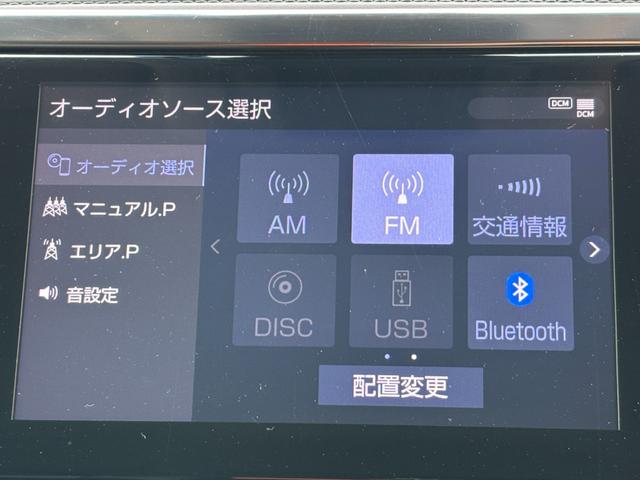 オーディオソース選択
DCM
DCM
オーディオ選択
マニュアル.P
エリア.P
音設定
AM
FM
交通情報
DISC
USB
Bluetooth
配置変更